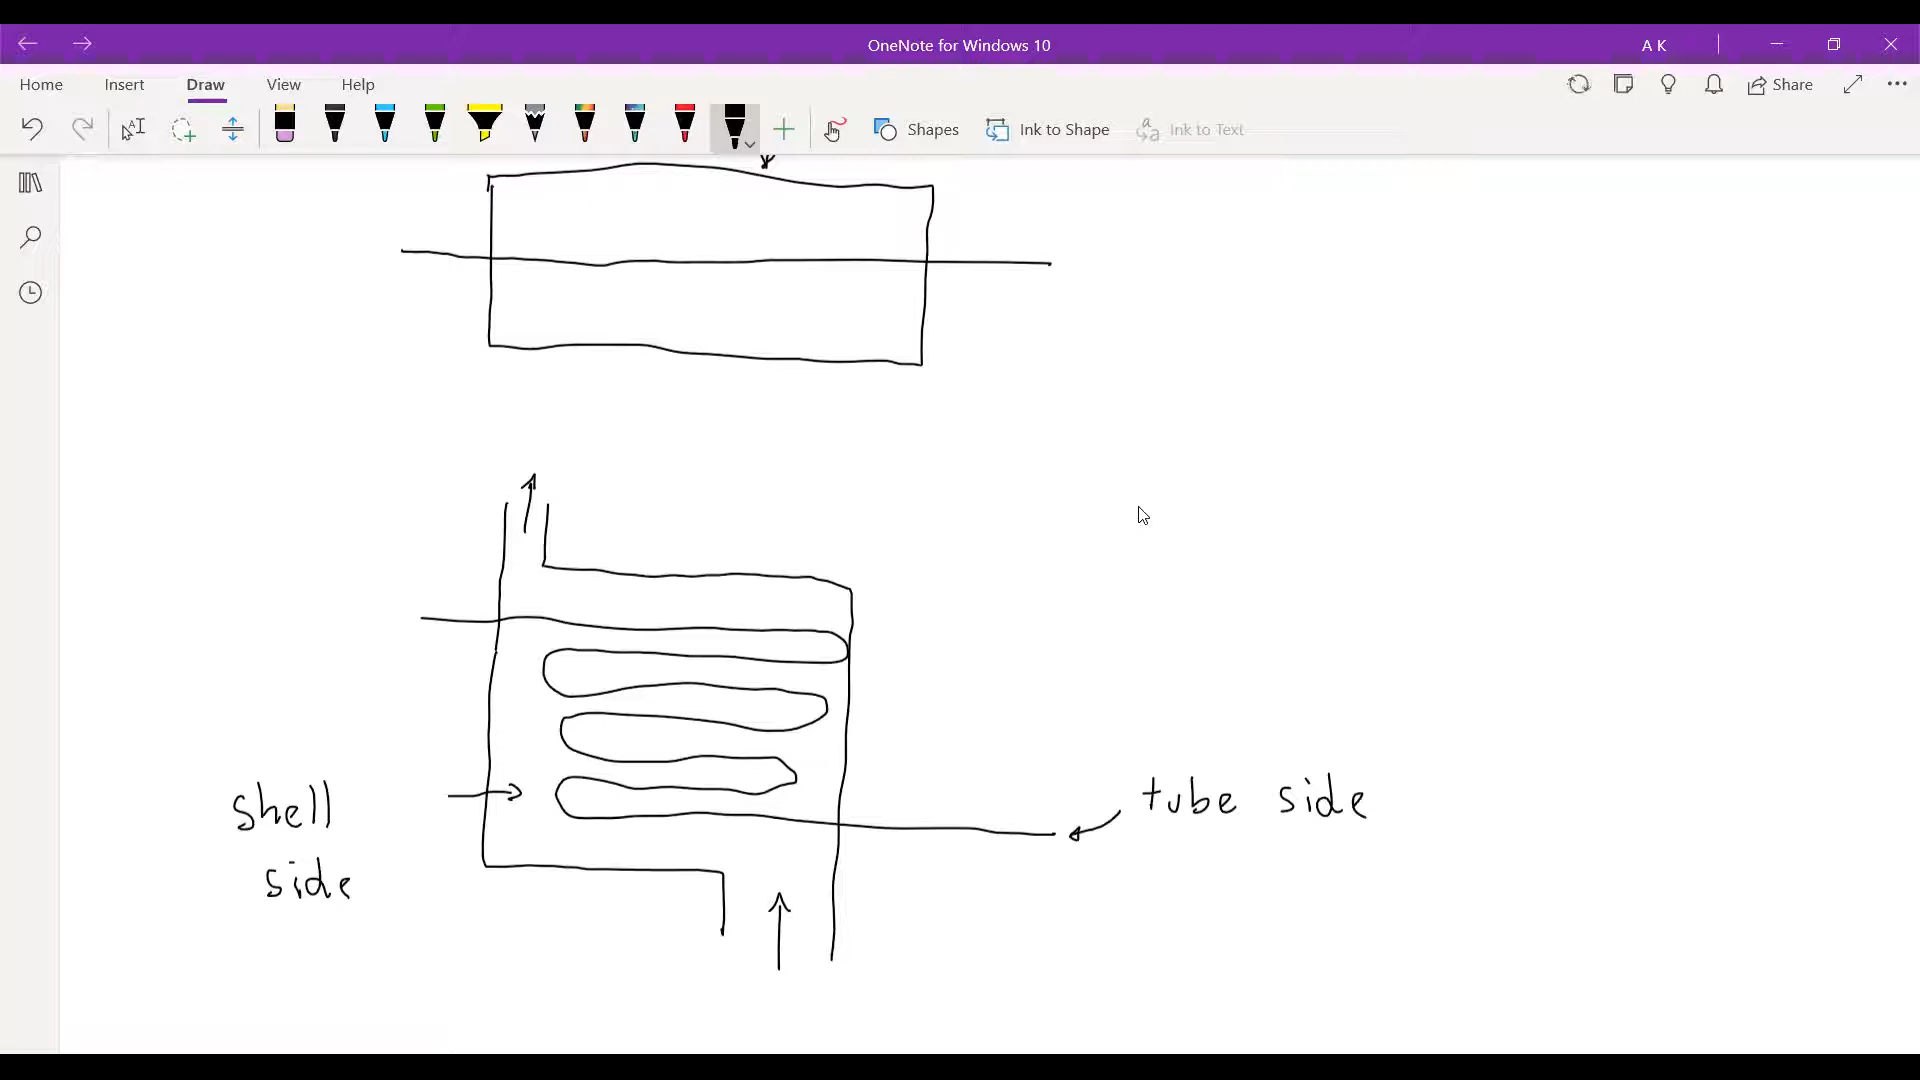 OneNote for Windows 10
A K
Home Insert Draw View Help
Share
Shapes Ink to Shape Ink to Text
shell
side
tube side